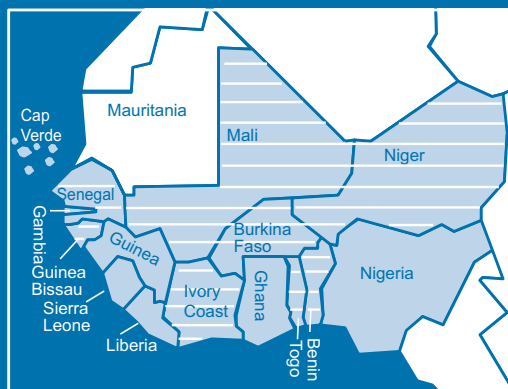 Mauritania
Cap
Verde
Mali
Niger
Senegal
Gambia
Guinea
Burkina
Faso
Nigeria
Guinea
Bissau
Ivory
Coast
Ghana
Sierra
Leone
Liberia
Togo
Benin